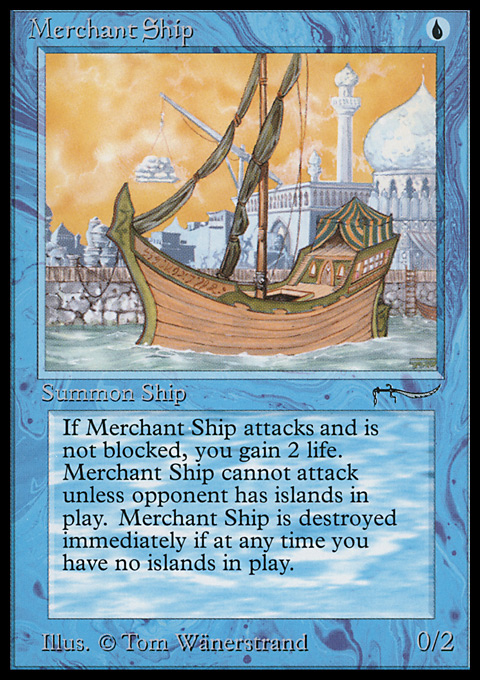 Merchant Ship
Summon Ship
If Merchant Ship attacks and is
not blocked, you gain 2 life.
Merchant Ship cannot attack
unless opponent has islands in
play. Merchant Ship is destroyed
immediately if at any time you
have no islands in play.
Illus. © Tom Wänerstrand
0/2